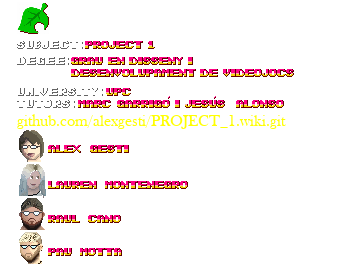 SUBJECT:PROJECT 1
DEGEE:GRAU EN DISSENY I
DESENVOLUPAMENT DE VIDEOJOCS
UNIVERSITY:UPC
TUTORS:MARC GARRIGÓ I JESÚS ALONSO
github.com/alexgesti/PROJECT_1.wiki.git
ALEX GESTI
LAUREN MONTENEGRO
RAUL CANO
PAU MOTTA